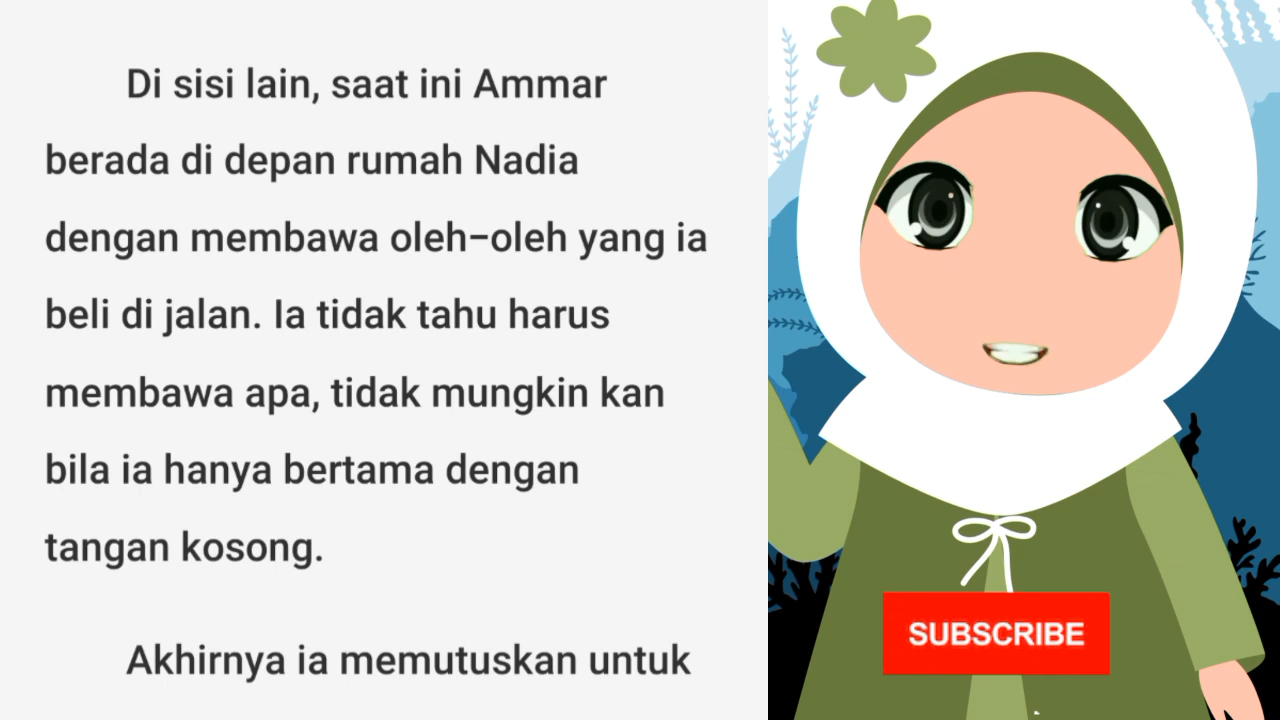 Di sisi lain, saat ini Ammar
berada di depan rumah Nadia
dengan membawa oleh-oleh yang ia
beli di jalan. Ia tidak tahu harus
membawa apa, tidak mungkin kan
bila ia hanya bertama dengan
tangan kosong.
Akhirnya ia memutuskan untuk
SUBSCRIBE